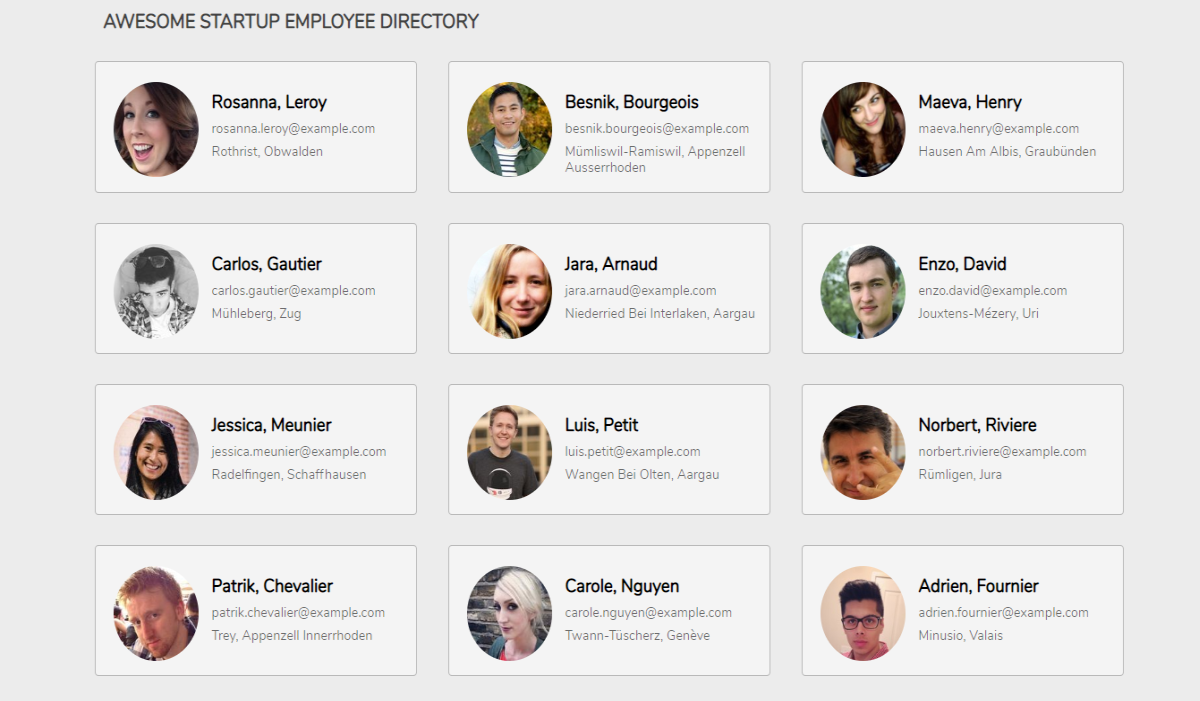 AWESOME STARTUP EMPLOYEE DIRECTORY
Rosanna, Leroy
rosanna.leroy@example.com
Rothrist, Obwalden
Besnik, Bourgeois
besnik.bourgeois@example.com
Mümliswil-Ramiswil, Appenzell
Ausserrhoden
Maeva, Henry
maeva.henry@example.com
Hausen Am Albis, Graubünden
Carlos, Gautier
carlos.gautier@example.com
Mühleberg, Zug
Jara, Arnaud
jara.arnaud@example.com
Niederried Bei Interlaken, Aargau
Enzo, David
enzo.david@example.com
Jouxtens-Mézery, Uri
Jessica, Meunier
jessica.meunier@example.com
Radelfingen, Schaffhausen
Luis, Petit
luis.petit@example.com
Wangen Bei Olten, Aargau
Norbert, Riviere
norbert.riviere@example.com
Rümligen, Jura
Patrik, Chevalier
patrik.chevalier@example.com
Trey, Appenzell Innerrhoden
Carole, Nguyen
carole.nguyen@example.com
Twann-Tüscherz, Genève
Adrien, Fournier
adrien.fournier@example.com
Minusio, Valais